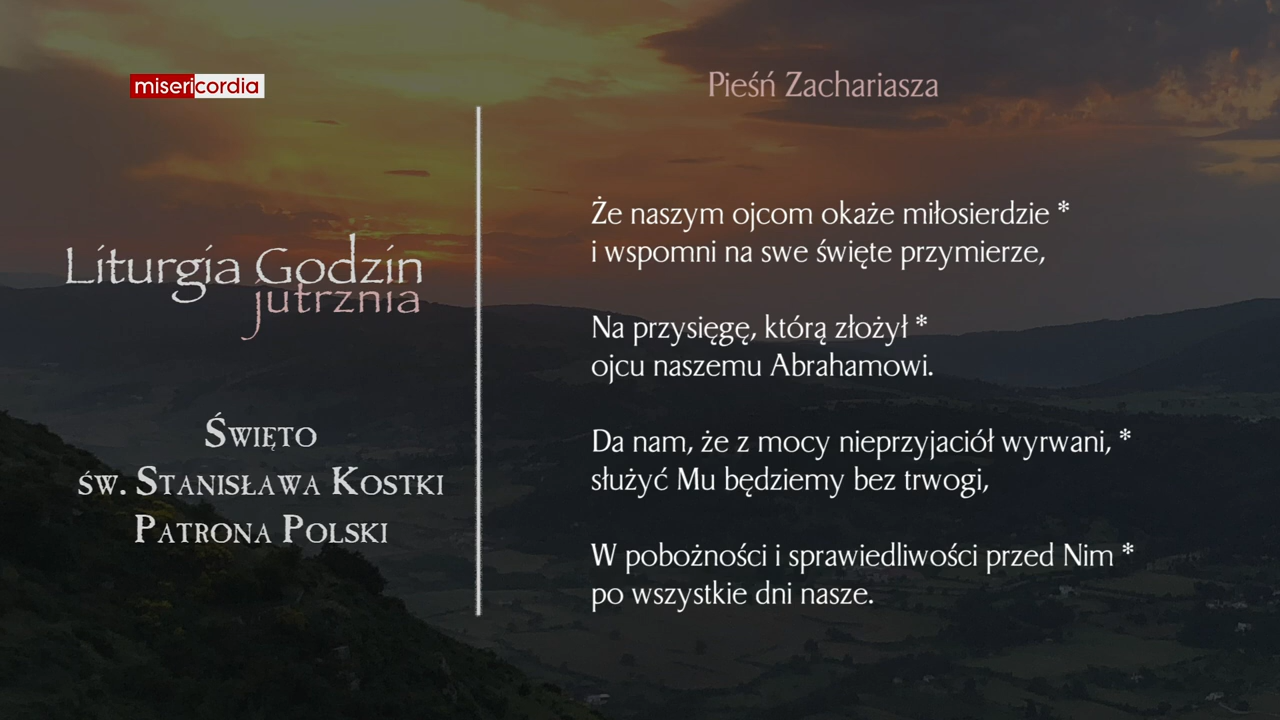 misericordia
Liturgia Godzin
jutrznia
Święto
św. Stanisława Kostki
Patrona Polski
Pieśń Zachariasza
Że naszym ojcom okaże miłosierdzie *
i wspomni na swe święte przymierze,
Na przysięgę, którą złożył *
ojcu naszemu Abrahamowi.
Da nam, że z mocy nieprzyjaciół wyrwani, *
służyć Mu będziemy bez trwogi,
W pobożności i sprawiedliwości przed Nim *
po wszystkie dni nasze.